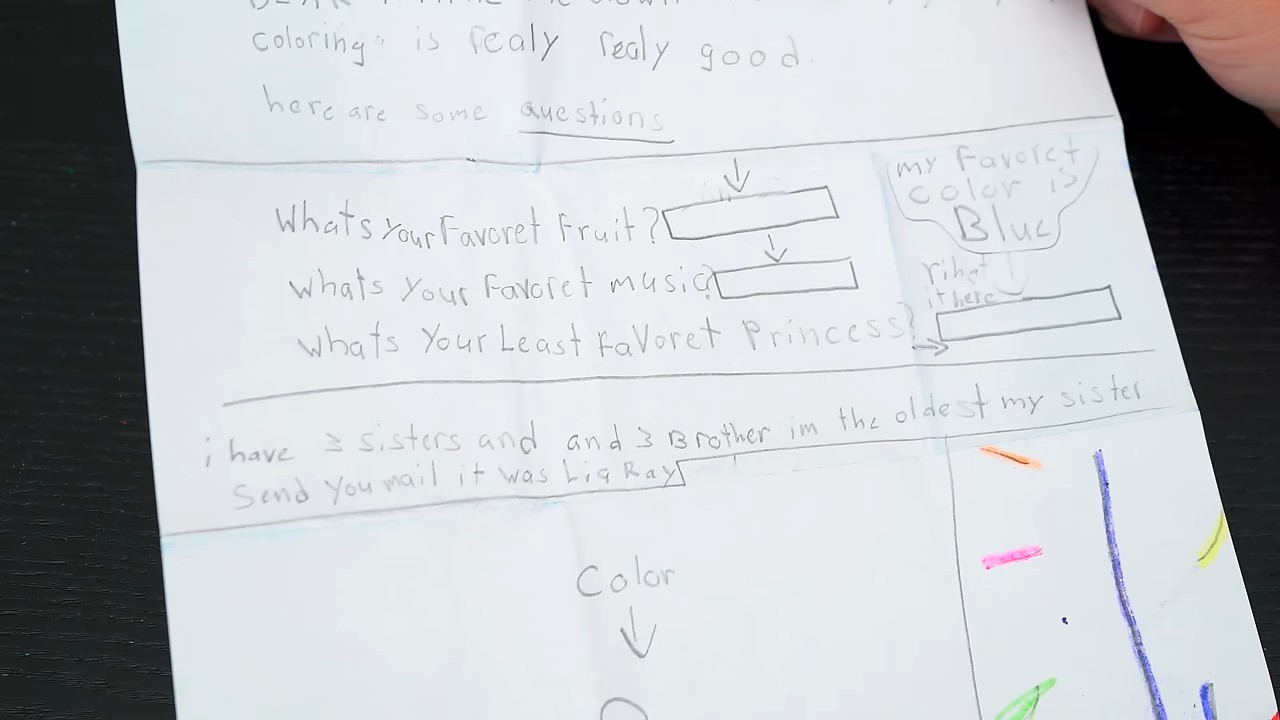 coloring is realy realy good.
here are some questions
Whats your Favoret Fruit?
my Favoret
color is
Blue
whats your Favoret music?
rihat
it here
whats Your Least FaVoret Princess?
i have 3 sisters and and 3 Brother im the oldest my sister
Send You mail it was Ray
Color